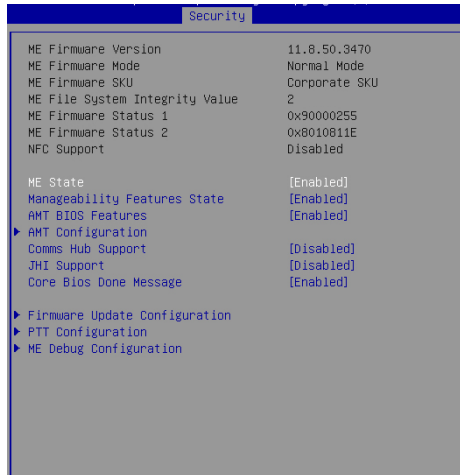 Security
ME Firmware Version 11.8.50.3470
ME Firmware Mode Normal Mode
ME Firmware SKU Corporate SKU
ME File System Integrity Value 2
ME Firmware Status 1 0x90000255
ME Firmware Status 2 0x8010811E
NFC Support Disabled
ME State [Enabled]
Manageability Features State [Enabled]
AMT BIOS Features [Enabled]
AMT Configuration
Comms Hub Support [Disabled]
JHI Support [Disabled]
Core Bios Done Message [Enabled]
Firmware Update Configuration
PTT Configuration
ME Debug Configuration